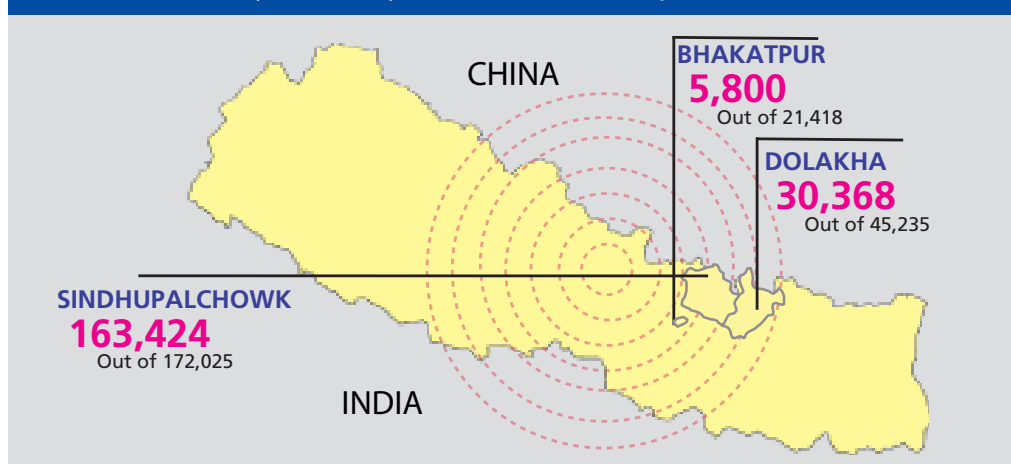 CHINA
BHAKATPUR
5,800
Out of 21,418
DOLAKHA
30,368
Out of 45,235
SINDHUPALCHOWK
163,424
Out of 172,025
INDIA